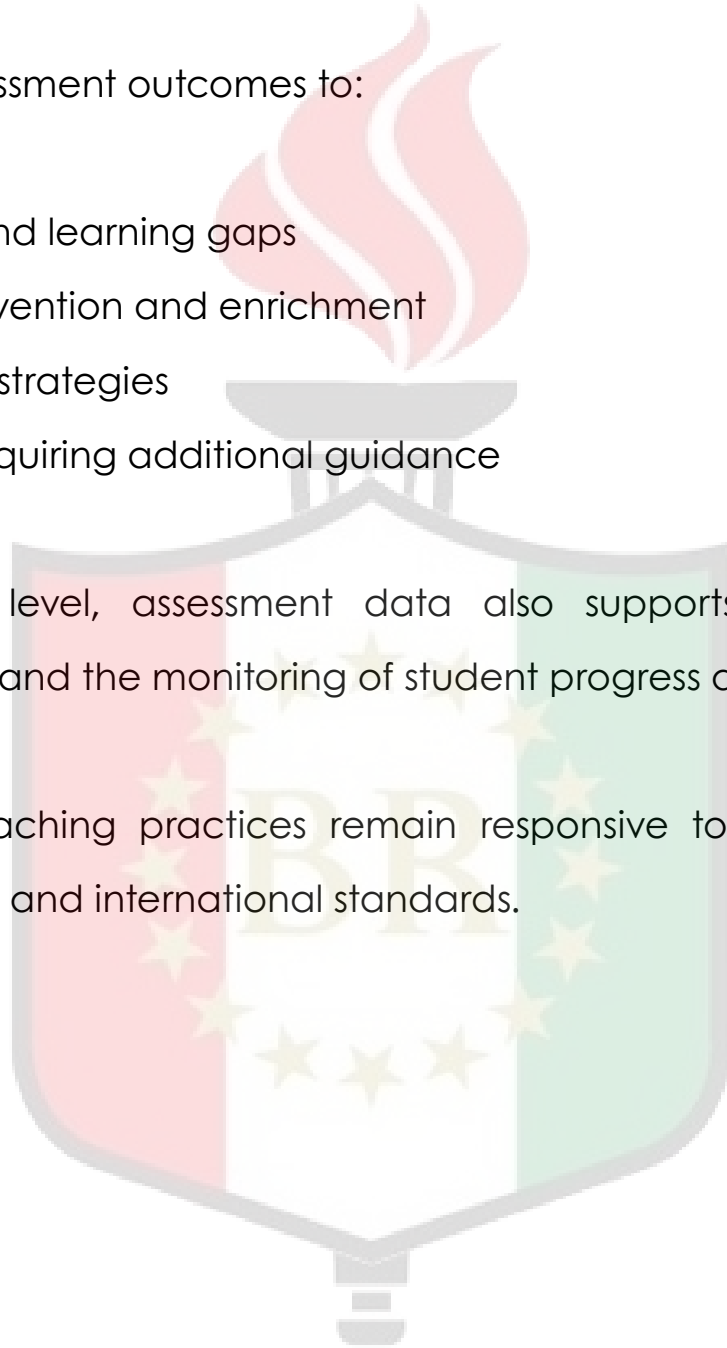 ssment outcomes to:
nd learning gaps
vention and enrichment
strategies
quiring additional guidance
level, assessment data also supports
and the monitoring of student progress
aching practices remain responsive to
and international standards.
BR